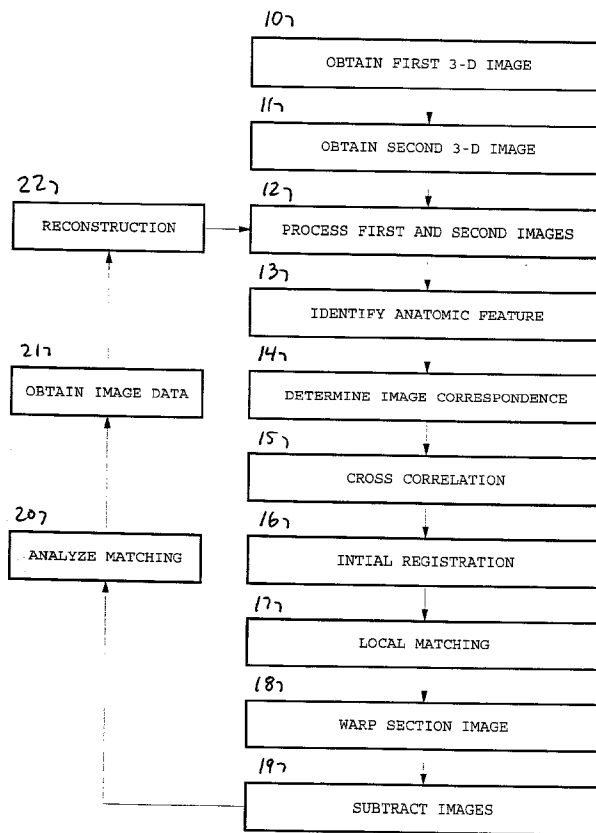 10
OBTAIN FIRST 3-D IMAGE
11
OBTAIN SECOND 3-D IMAGE
22
RECONSTRUCTION
12
PROCESS FIRST AND SECOND IMAGES
13
IDENTIFY ANATOMIC FEATURE
21
OBTAIN IMAGE DATA
14
DETERMINE IMAGE CORRESPONDENCE
15
CROSS CORRELATION
20
ANALYZE MATCHING
16
INTIAL REGISTRATION
17
LOCAL MATCHING
18
WARP SECTION IMAGE
19
SUBTRACT IMAGES